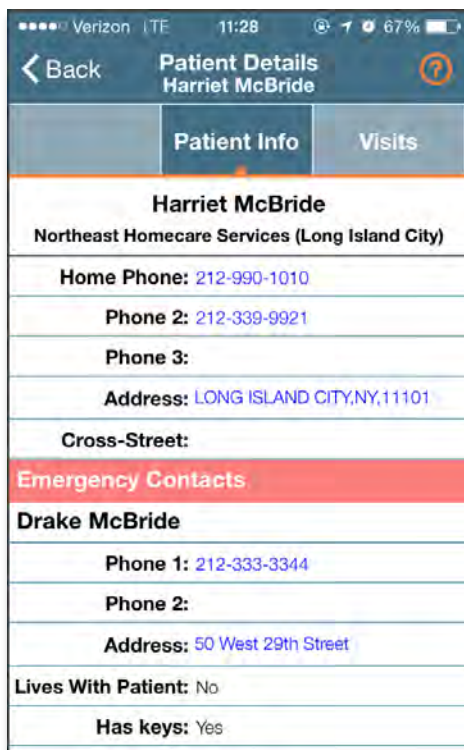 Verizon LTE 11:28 67%
Back
Patient Details
Harriet McBride
?
Patient Info Visits
Harriet McBride
Northeast Homecare Services (Long Island City)
Home Phone: 212-990-1010
Phone 2: 212-339-9921
Phone 3:
Address: LONG ISLAND CITY,NY,11101
Cross-Street:
Emergency Contacts
Drake McBride
Phone 1: 212-333-3344
Phone 2:
Address: 50 West 29th Street
Lives With Patient: No
Has keys: Yes